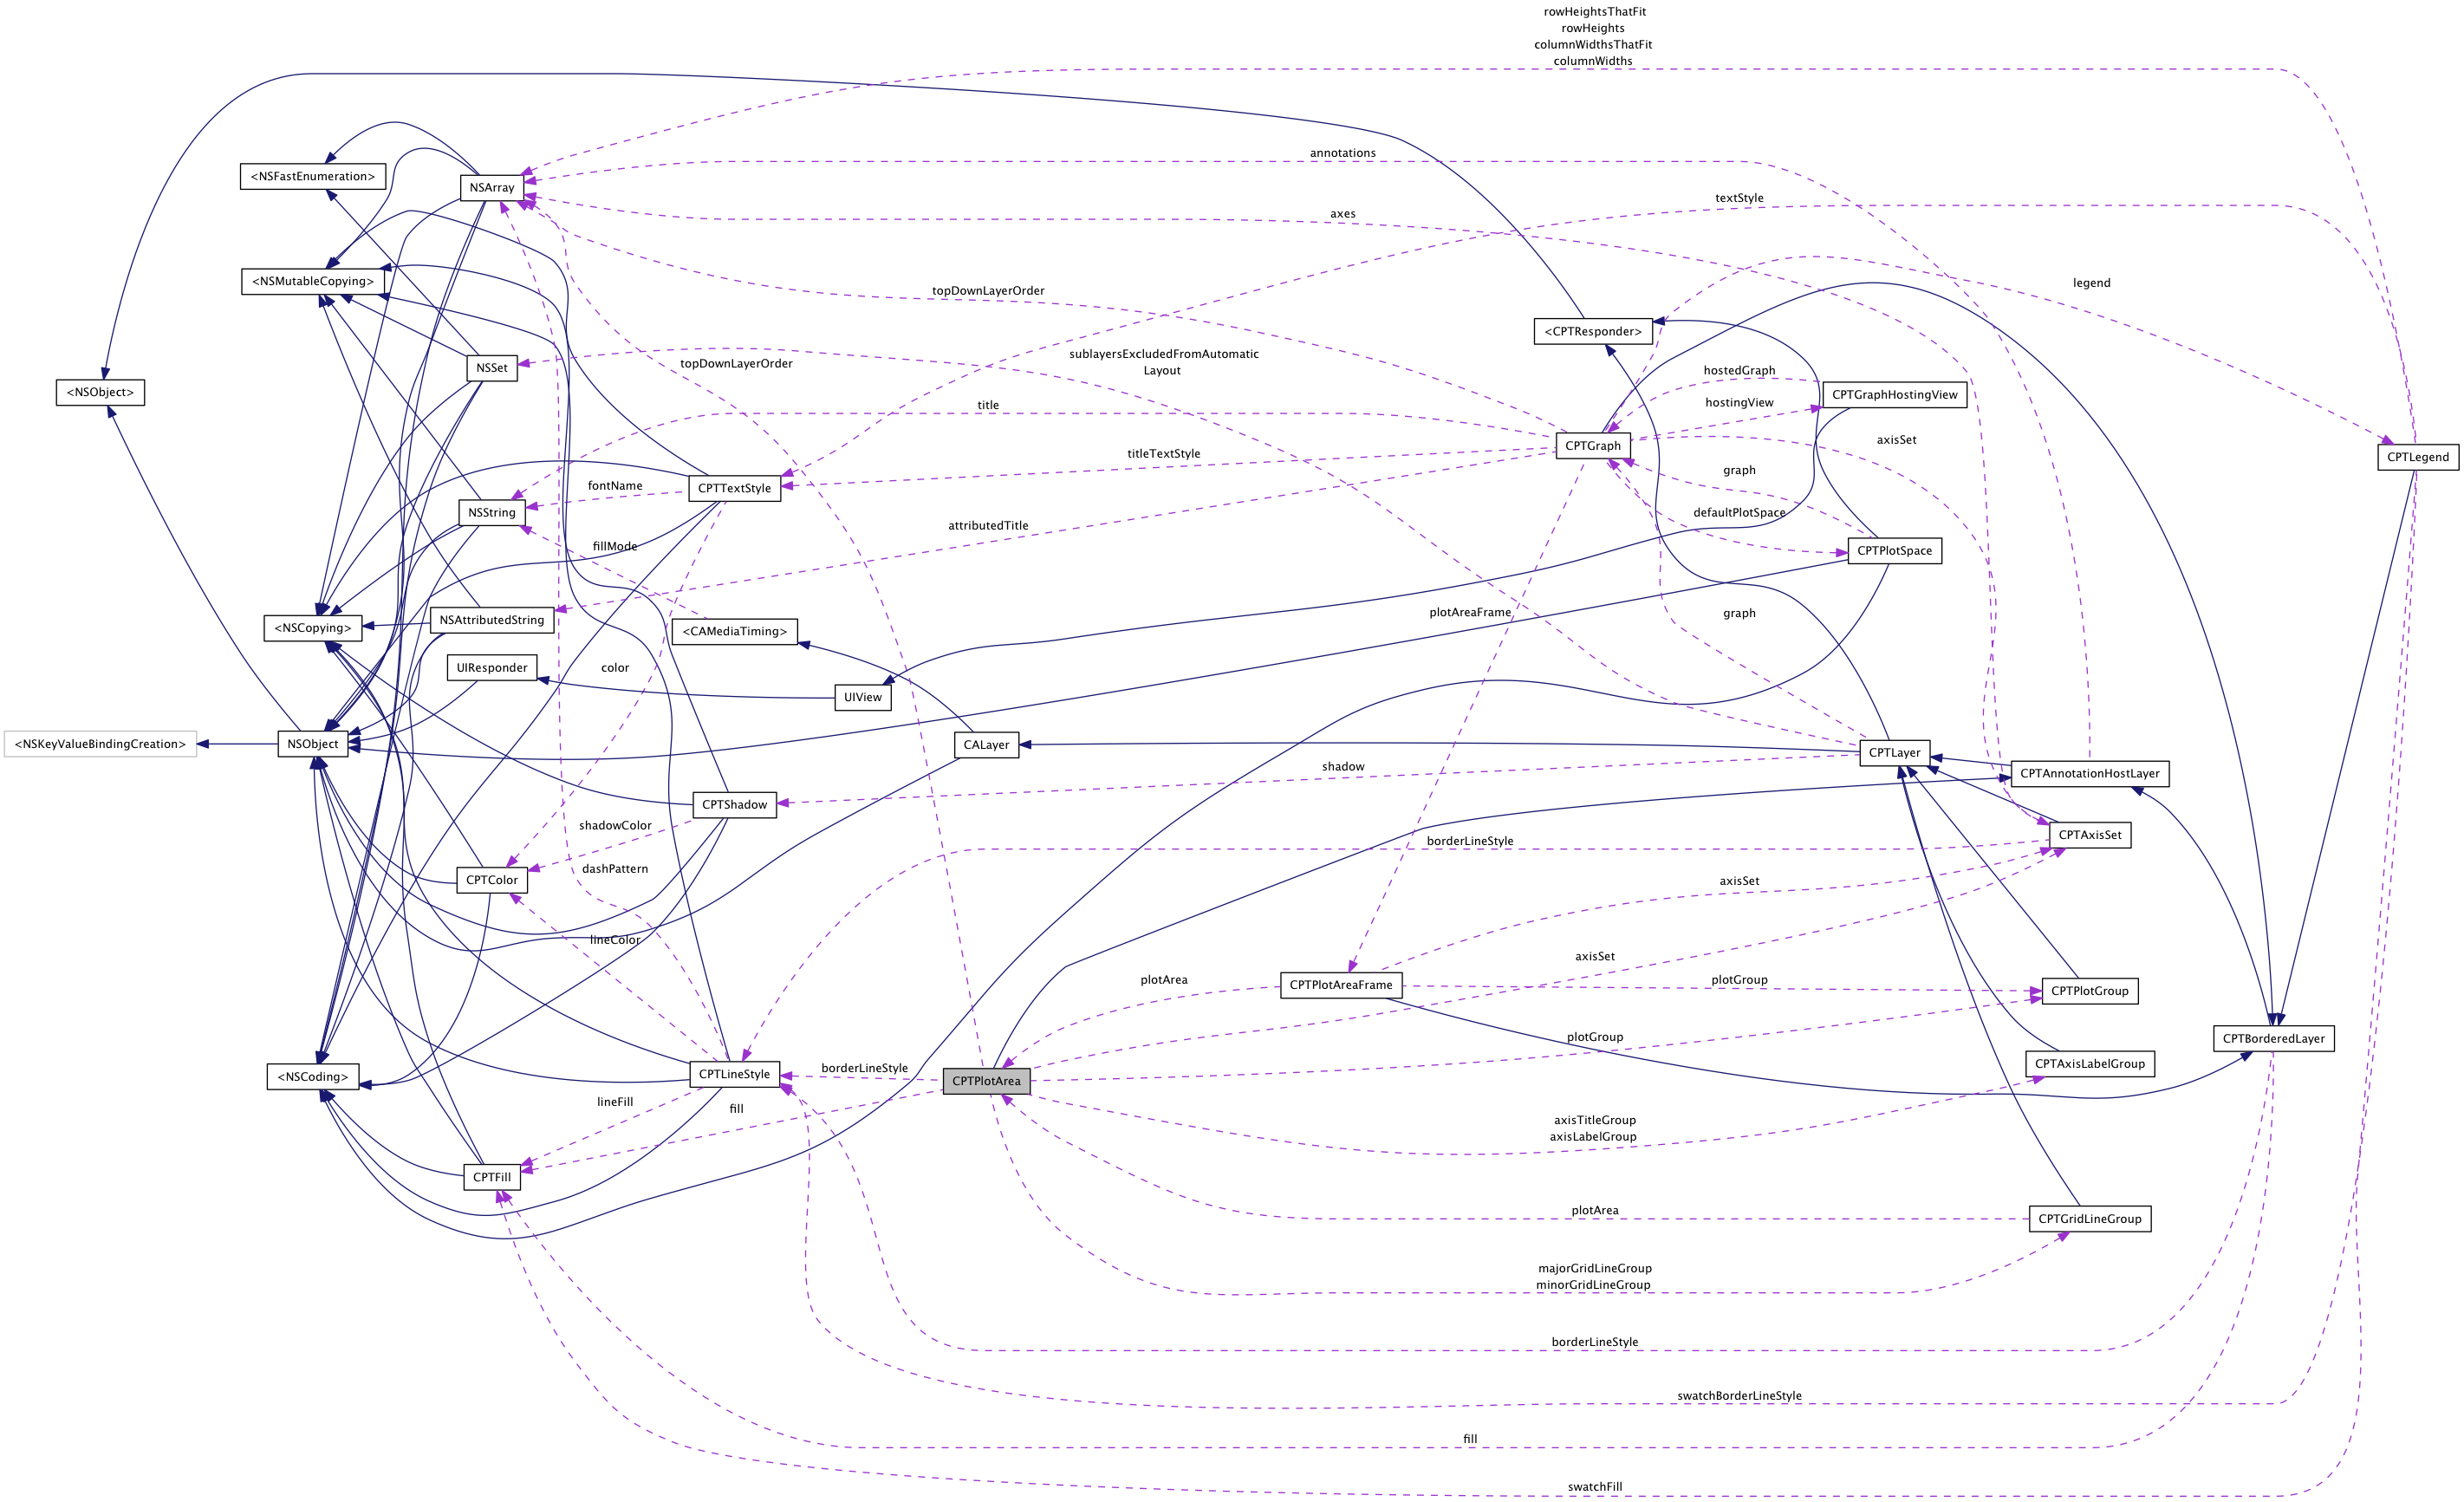 rowHeightsThatFit
rowHeights
columnWidthsThatFit
columnWidths
annotations
<NSFastEnumeration>
NSArray
textStyle
axes
<NSMutableCopying>
legend
topDownLayerOrder
<CPTResponder>
sublayersExcludedFromAutomatic
Layout
topDownLayerOrder
NSSet
hostedGraph
<NSObject>
CPTGraphHostingView
title
hostingView
CPTGraph
axisSet
CPTLegend
titleTextStyle
graph
fontName
CPTTextStyle
NSString
defaultPlotSpace
attributedTitle
fillMode
CPTPlotSpace
plotAreaFrame
graph
NSAttributedString
<NSCopying>
<CAMediaTiming>
UIResponder
color
UIView
<NSKeyValueBindingCreation>
NSObject
CALayer
CPTLayer
shadow
CPTAnnotationHostLayer
CPTShadow
shadowColor
CPTAxisSet
borderLineStyle
dashPattern
CPTColor
axisSet
lineColor
axisSet
plotArea
CPTPlotAreaFrame
plotGroup
CPTPlotGroup
plotGroup
CPTBorderedLayer
CPTAxisLabelGroup
<NSCoding>
CPTLineStyle
borderLineStyle
CPTPlotArea
lineFill
fill
axisTitleGroup
axisLabelGroup
CPTFill
plotArea
CPTGridLineGroup
majorGridLineGroup
minorGridLineGroup
borderLineStyle
swatchBorderLineStyle
fill
swatchFill